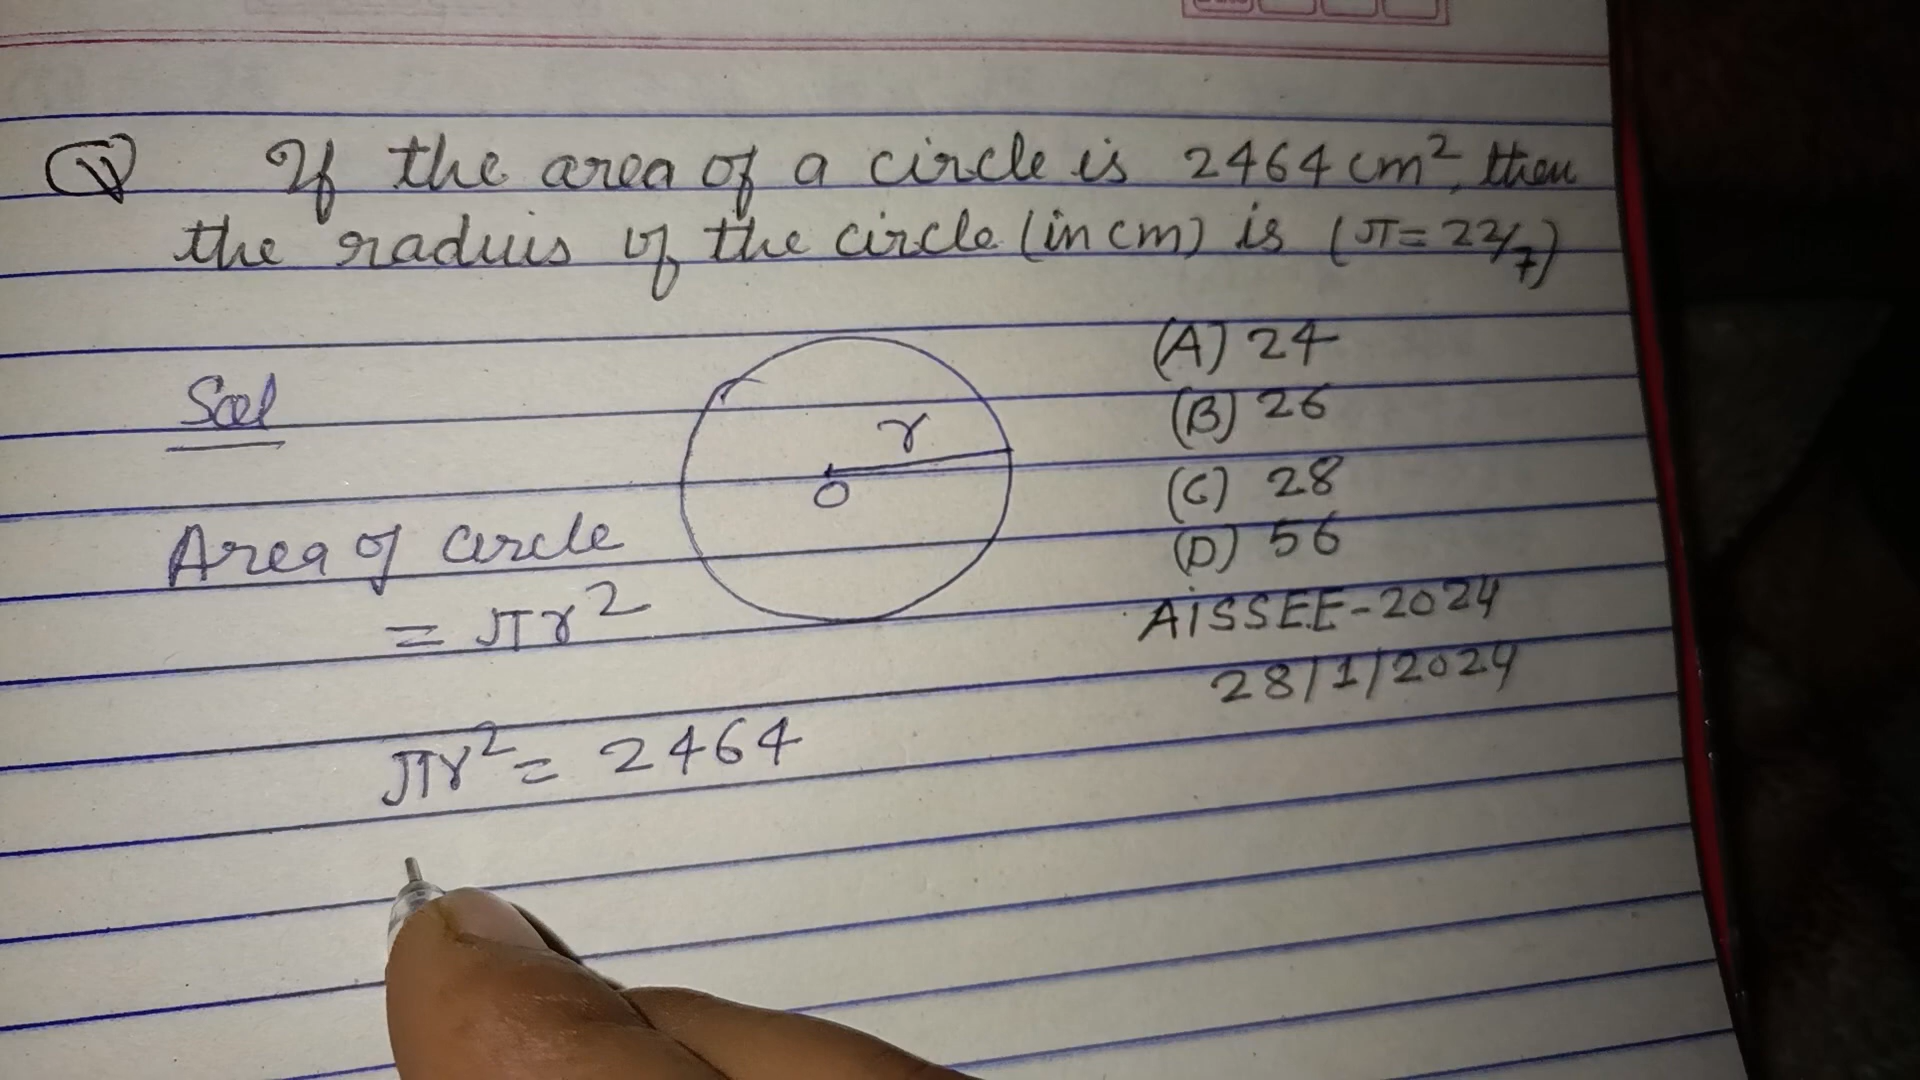 Q If the area of a circle is 2464 cm², then
the radius of the circle (in cm) is (π = 22/7)
(A) 24
Sol
(B) 26
r
(C) 28
O
Area of circle
(D) 56
= πr²
AiSSEE-2024
28/1/2024
πr² = 2464